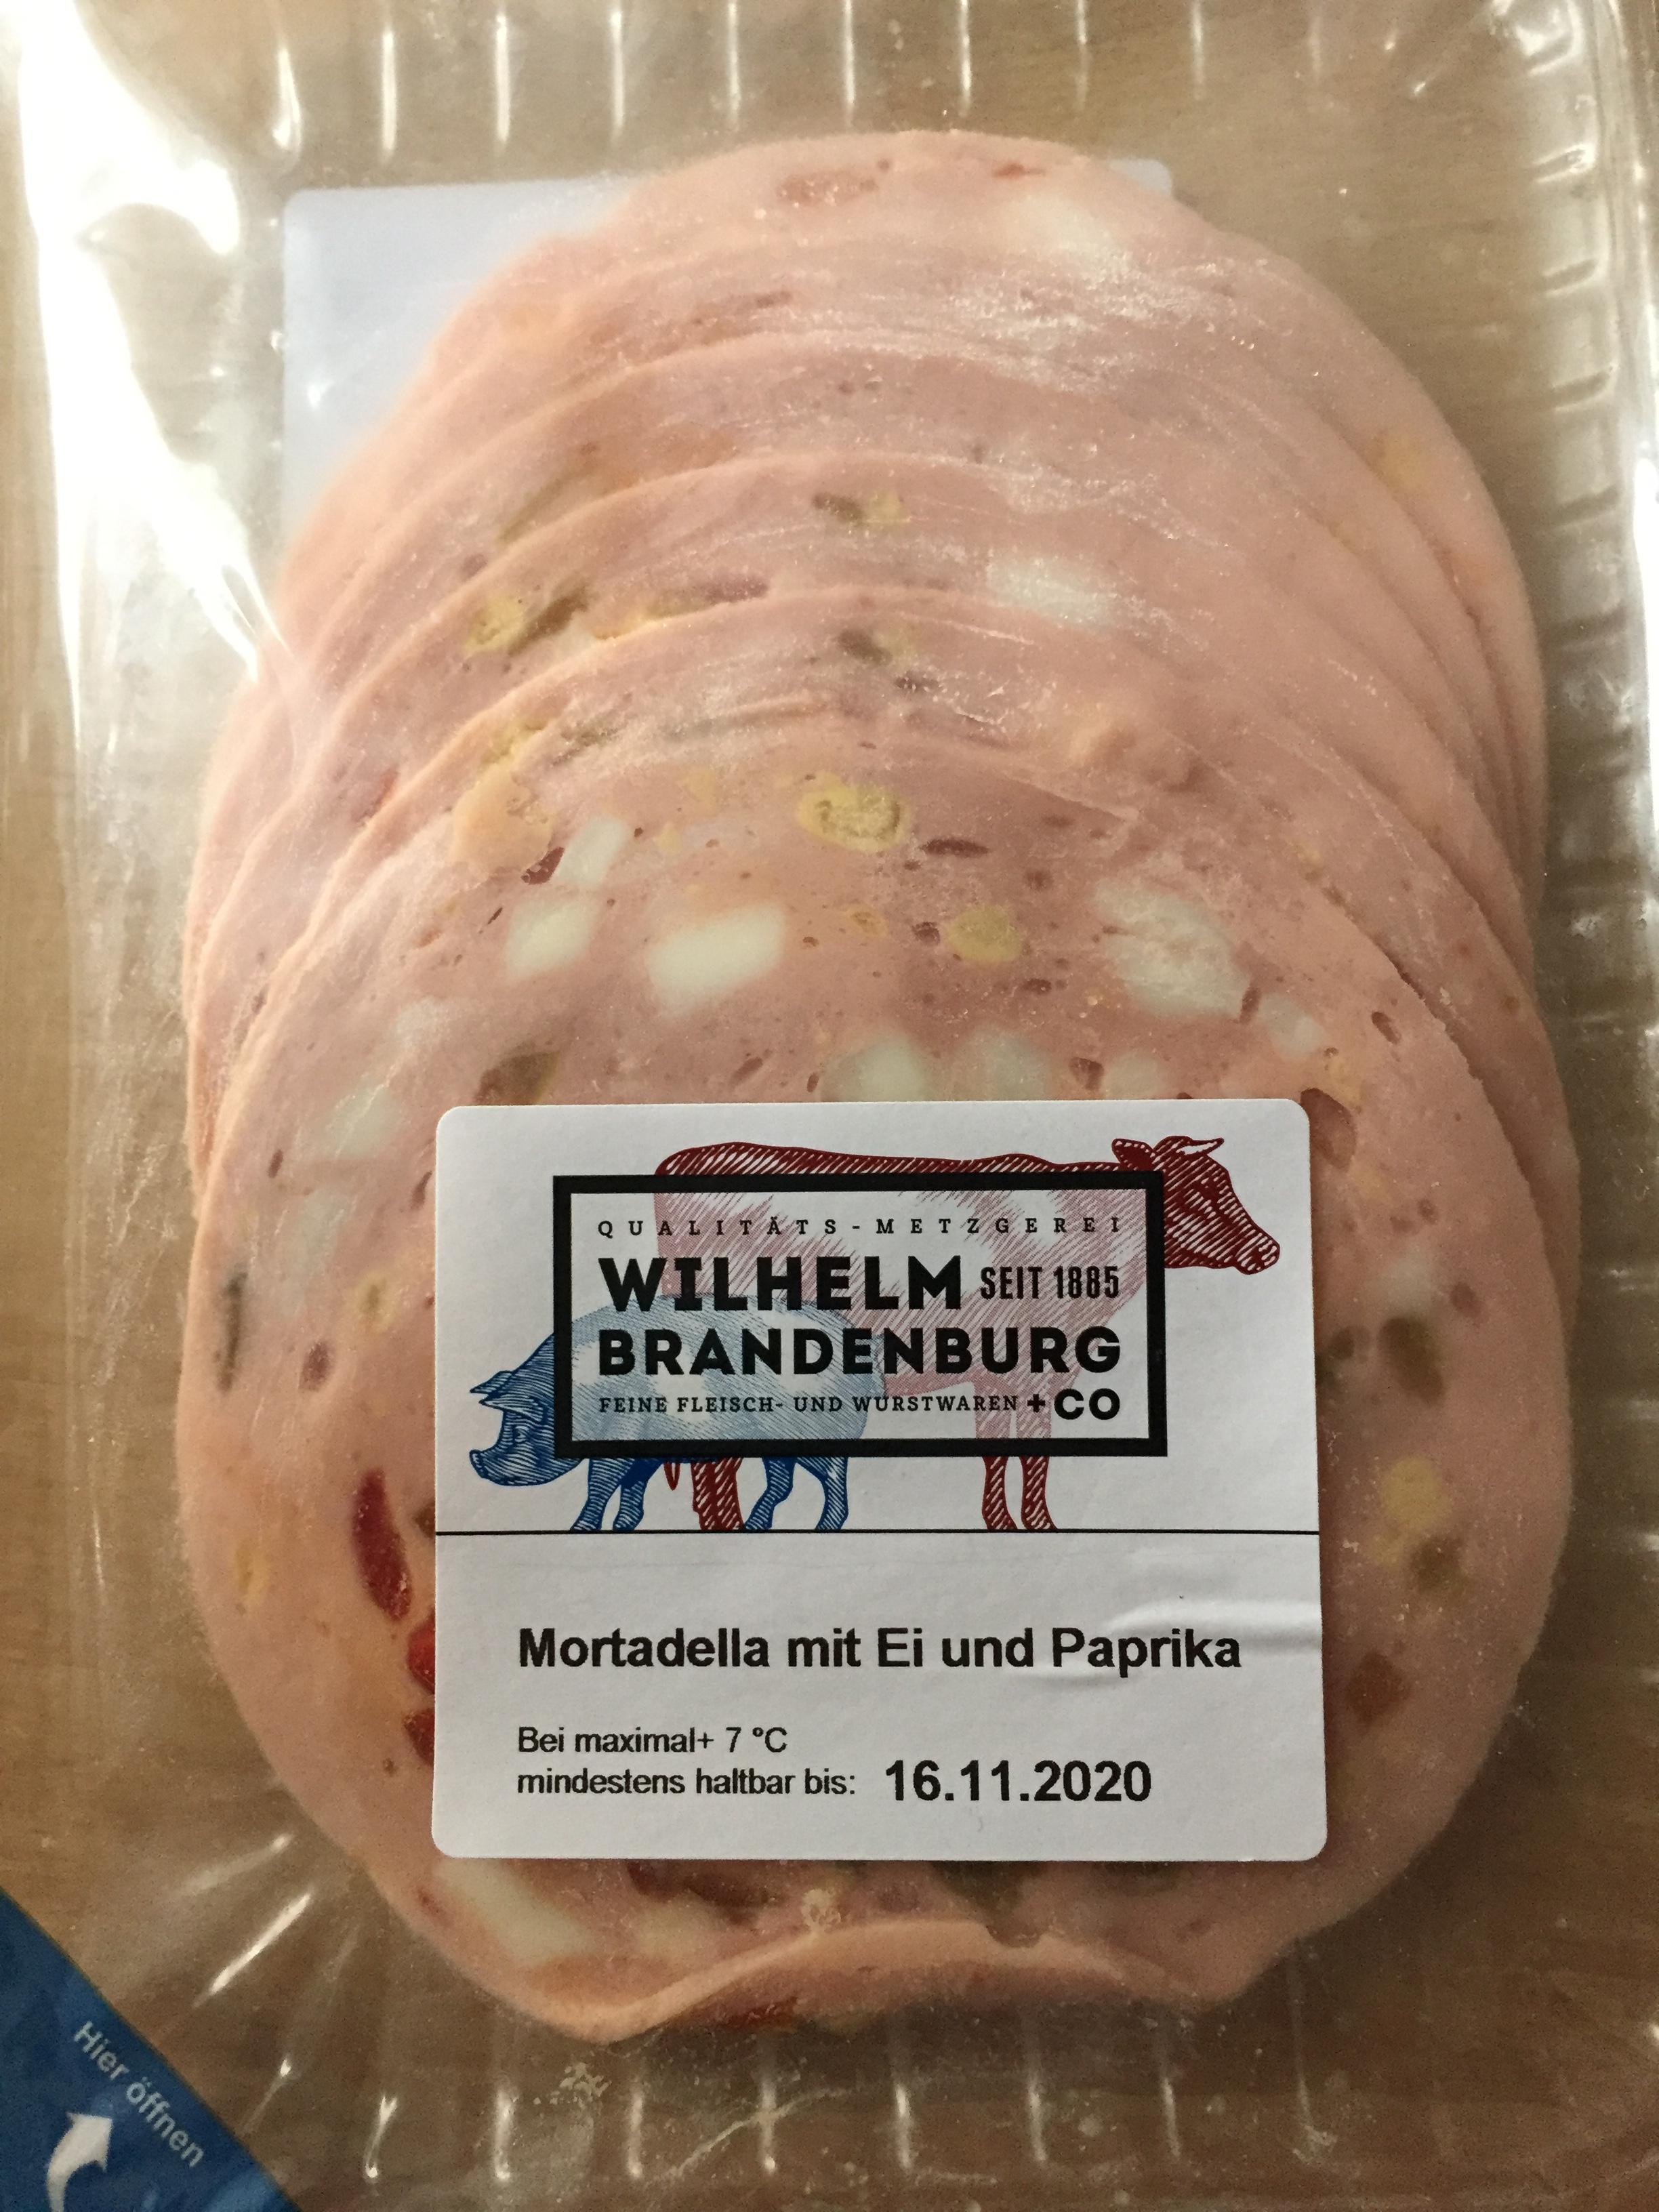 QUALITÄTS-METZGEREI
WILHELM SEIT 1885
BRANDENBURG
FEINE FLEISCH- UND WURSTWAREN + CO
Mortadella mit Ei und Paprika
Bei maximal+ 7 °C
mindestens haltbar bis: 16.11.2020
Hier öffnen